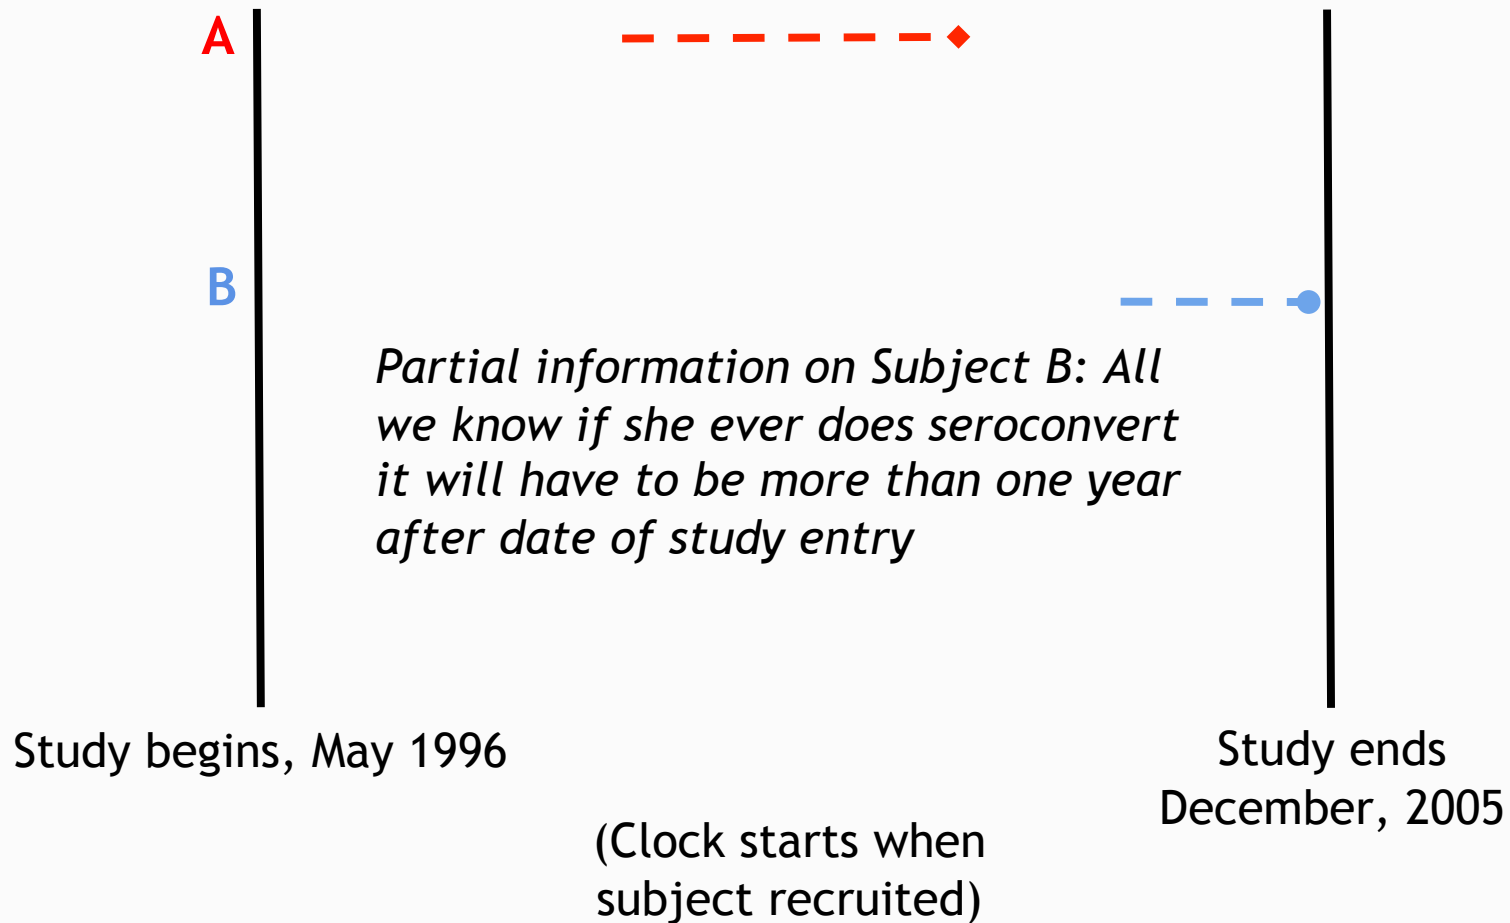 A
B
Partial information on Subject B: All
we know if she ever does seroconvert
it will have to be more than one year
after date of study entry
Study begins, May 1996
Study ends
December, 2005
(Clock starts when
subject recruited)